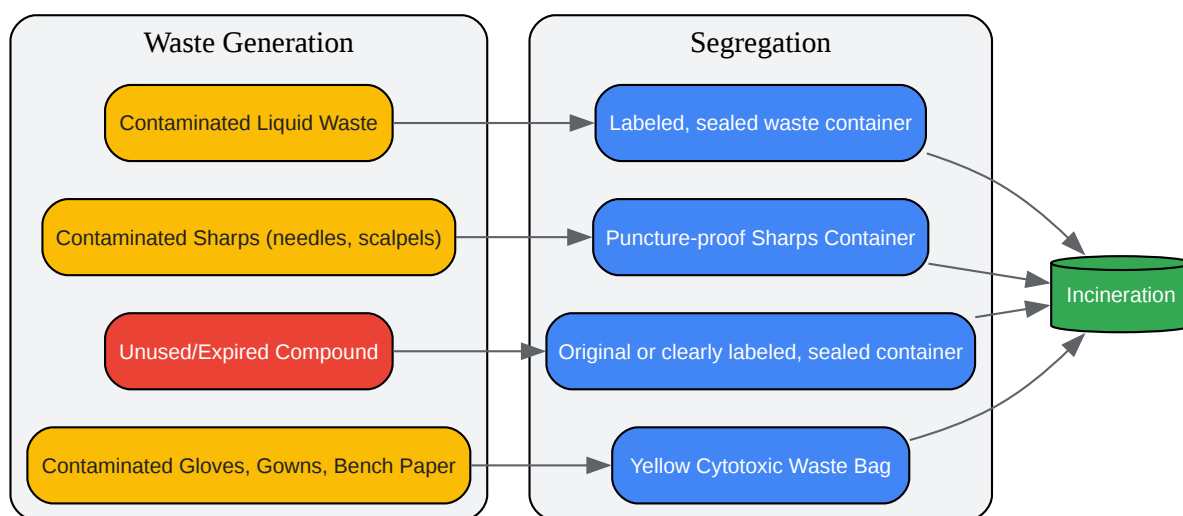 Waste Generation
Segregation
Contaminated Liquid Waste
Labeled, sealed waste container
Contaminated Sharps (needles, scalpels)
Puncture-proof Sharps Container
Incineration
Unused/Expired Compound
Original or clearly labeled, sealed container
Contaminated Gloves, Gowns, Bench Paper
Yellow Cytotoxic Waste Bag